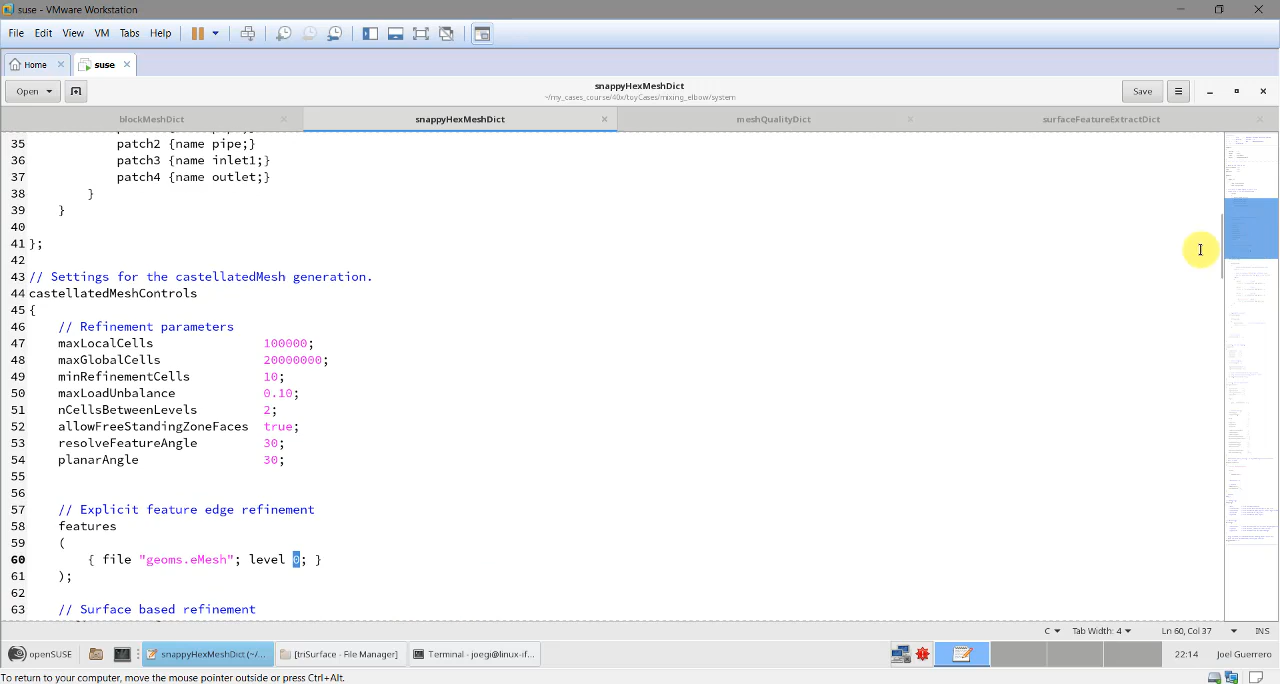 suse - VMware Workstation
File Edit View VM Tabs Help
Home suse
Open snappyHexMeshDict Save
~/my_cases_course/40x/toyCases/mixing_elbow/system
blockMeshDict snappyHexMeshDict meshQualityDict surfaceFeatureExtractDict
35
36 patch2 {name pipe;}
patch3 {name inlet1;}
37 patch4 {name outlet;}
38 }
39 }
40
41 };
42
43 // Settings for the castellatedMesh generation.
44 castellatedMeshControls
45 {
46 // Refinement parameters
47 maxLocalCells 100000;
48 maxGlobalCells 20000000;
49 minRefinementCells 10;
50 maxLoadUnbalance 0.10;
51 nCellsBetweenLevels 2;
52 allowFreeStandingZoneFaces true;
53 resolveFeatureAngle 30;
54 planarAngle 30;
55
56
57 // Explicit feature edge refinement
58 features
59 (
60 { file "geoms.eMesh"; level 0; }
61 );
62
63 // Surface based refinement
C Tab Width: 4 Ln 60, Col 37 INS
openSUSE snappyHexMeshDict (~/... [triSurface - File Manager] Terminal - joegi@linux-if... 22:14 Joel Guerrero
To return to your computer, move the mouse pointer outside or press Ctrl+Alt.